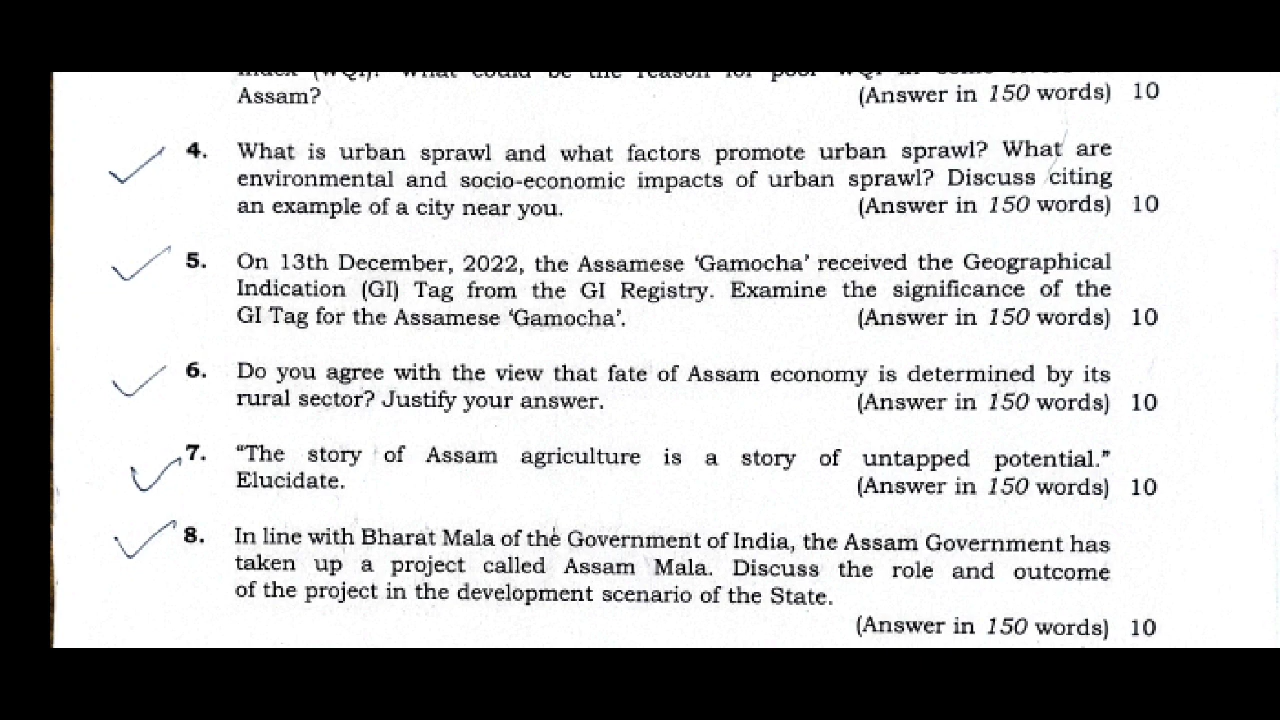 Assam? (Answer in 150 words) 10
4. What is urban sprawl and what factors promote urban sprawl? What are
environmental and socio-economic impacts of urban sprawl? Discuss citing
an example of a city near you. (Answer in 150 words) 10
5. On 13th December, 2022, the Assamese ‘Gamocha’ received the Geographical
Indication (GI) Tag from the GI Registry. Examine the significance of the
GI Tag for the Assamese ‘Gamocha’. (Answer in 150 words) 10
6. Do you agree with the view that fate of Assam economy is determined by its
rural sector? Justify your answer. (Answer in 150 words) 10
7. “The story of Assam agriculture is a story of untapped potential.”
Elucidate. (Answer in 150 words) 10
8. In line with Bharat Mala of the Government of India, the Assam Government has
taken up a project called Assam Mala. Discuss the role and outcome
of the project in the development scenario of the State.
(Answer in 150 words) 10